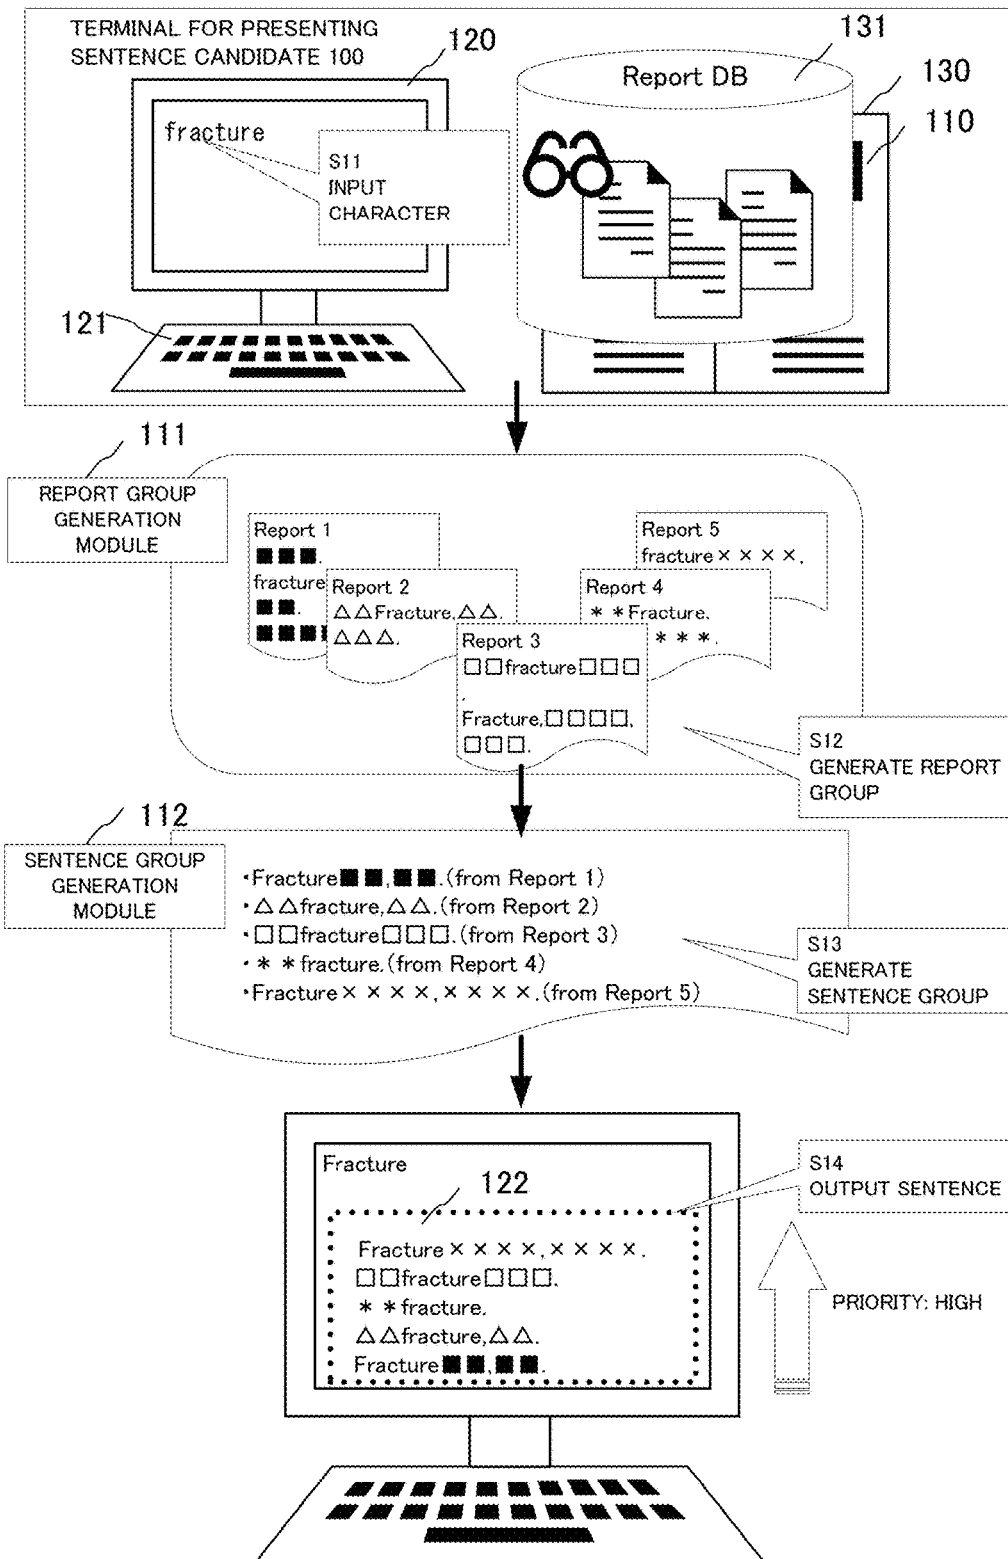 TERMINAL FOR PRESENTING
SENTENCE CANDIDATE 100
120
131
130
110
Report DB
fracture
S11
INPUT
CHARACTER
121
111
REPORT GROUP
GENERATION
MODULE
Report 1
■■■.
fracture
■■.
■■■■
Report 2
△△Fracture,△△.
△△△.
Report 3
□□fracture□□□
.
Fracture,□□□□,
□□□.
Report 4
**Fracture.
***.
Report 5
fracture××××.
S12
GENERATE REPORT
GROUP
112
SENTENCE GROUP
GENERATION
MODULE
・Fracture■■,■■.(from Report 1)
・△△fracture,△△.(from Report 2)
・□□fracture□□□.(from Report 3)
・**fracture.(from Report 4)
・Fracture××××,××××.(from Report 5)
S13
GENERATE
SENTENCE GROUP
Fracture
122
Fracture××××,××××.
□□fracture□□□.
**fracture.
△△fracture,△△.
Fracture■■,■■.
S14
OUTPUT SENTENCE
PRIORITY: HIGH